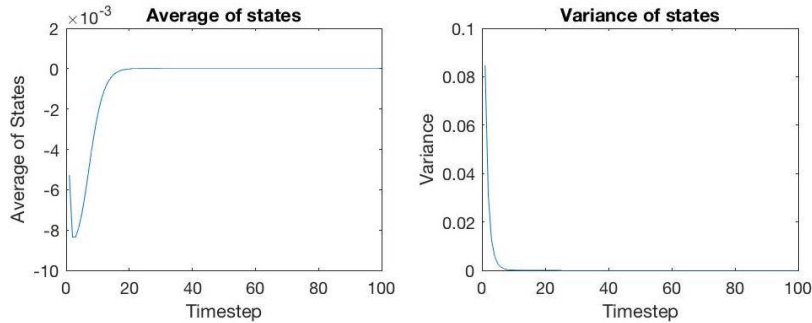 Average of states
×10⁻³
2
0
-2
-4
-6
-8
-10
0 20 40 60 80 100
Timestep
Average of States
Variance of states
0.1
0.08
0.06
0.04
0.02
0
0 20 40 60 80 100
Timestep
Variance